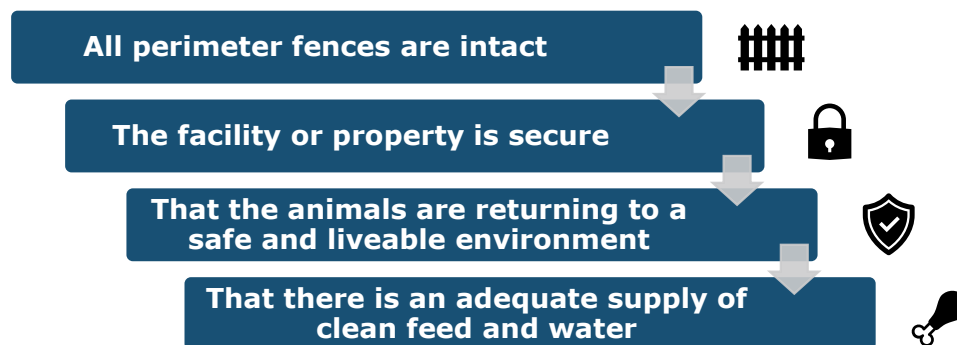 All perimeter fences are intact
The facility or property is secure
That the animals are returning to a
safe and liveable environment
That there is an adequate supply of
clean feed and water